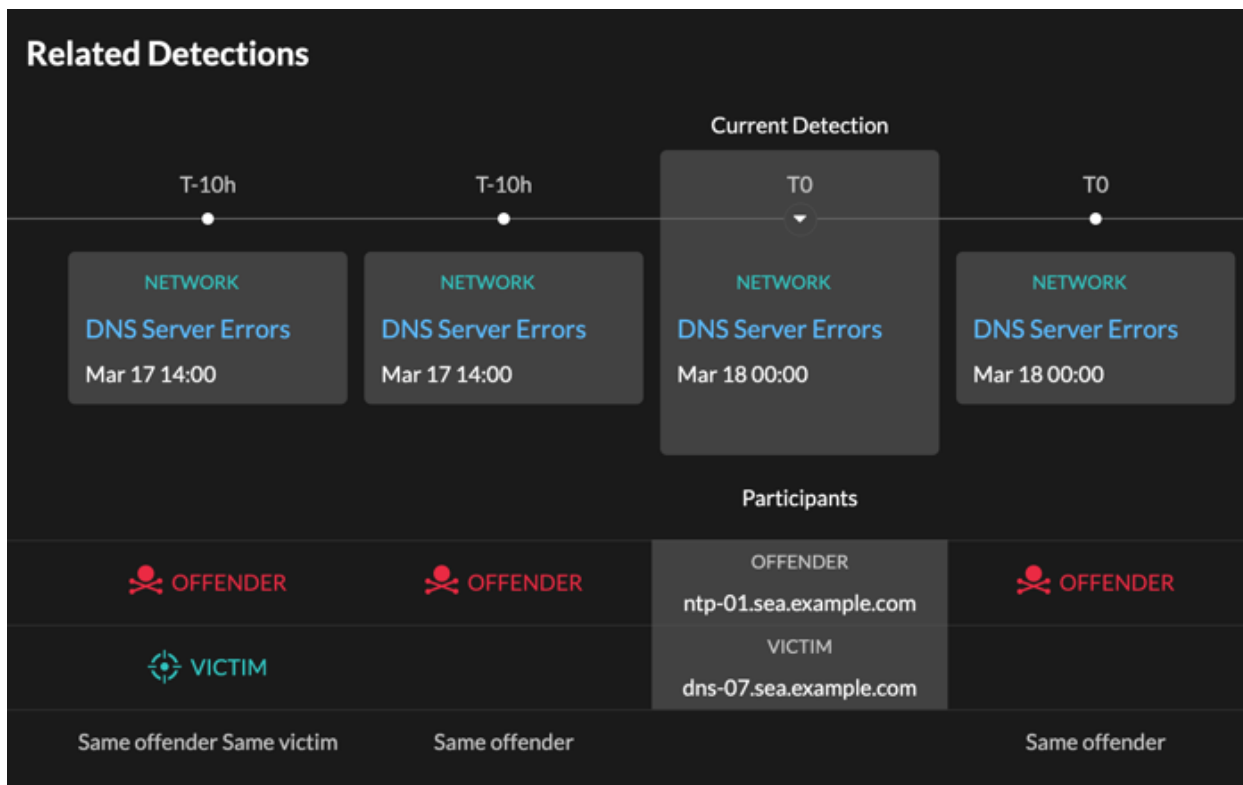 Related Detections
Current Detection
T-10h
T-10h
T0
T0
NETWORK
NETWORK
NETWORK
NETWORK
DNS Server Errors
DNS Server Errors
DNS Server Errors
DNS Server Errors
Mar 17 14:00
Mar 17 14:00
Mar 18 00:00
Mar 18 00:00
Participants
OFFENDER
OFFENDER
OFFENDER
ntp-01.sea.example.com
OFFENDER
VICTIM
VICTIM
dns-07.sea.example.com
Same offender Same victim
Same offender
Same offender